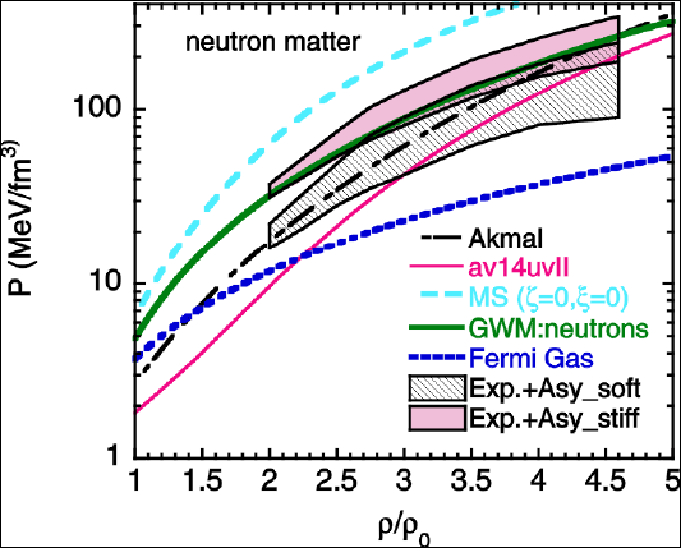 neutron matter
100
10
1
P (MeV/fm³)
Akmal
av14uvII
MS (ζ=0,ξ=0)
GWM:neutrons
Fermi Gas
Exp.+Asy_soft
Exp.+Asy_stiff
1 1.5 2 2.5 3 3.5 4 4.5 5
ρ/ρ₀